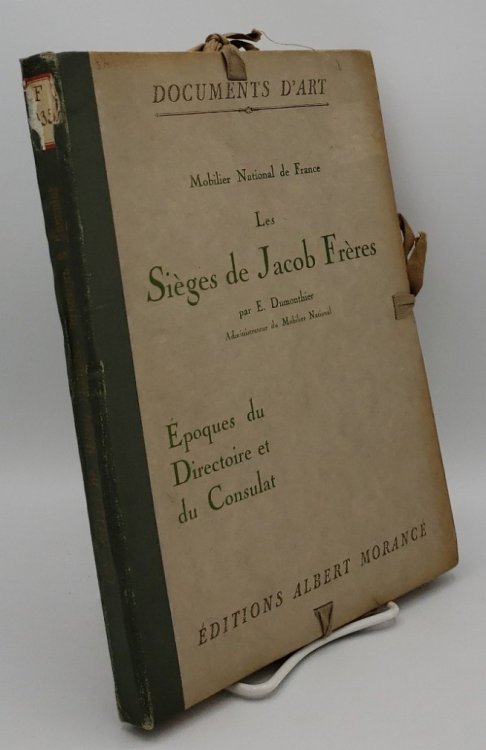 DOCUMENTS D'ART
Mobilier National de France
Les
Sièges de Jacob Frères
par E. Dumonthier
Administrateur du Mobilier National
Époques du
Directoire et
du Consulat
ÉDITIONS ALBERT MORANCÉ
F